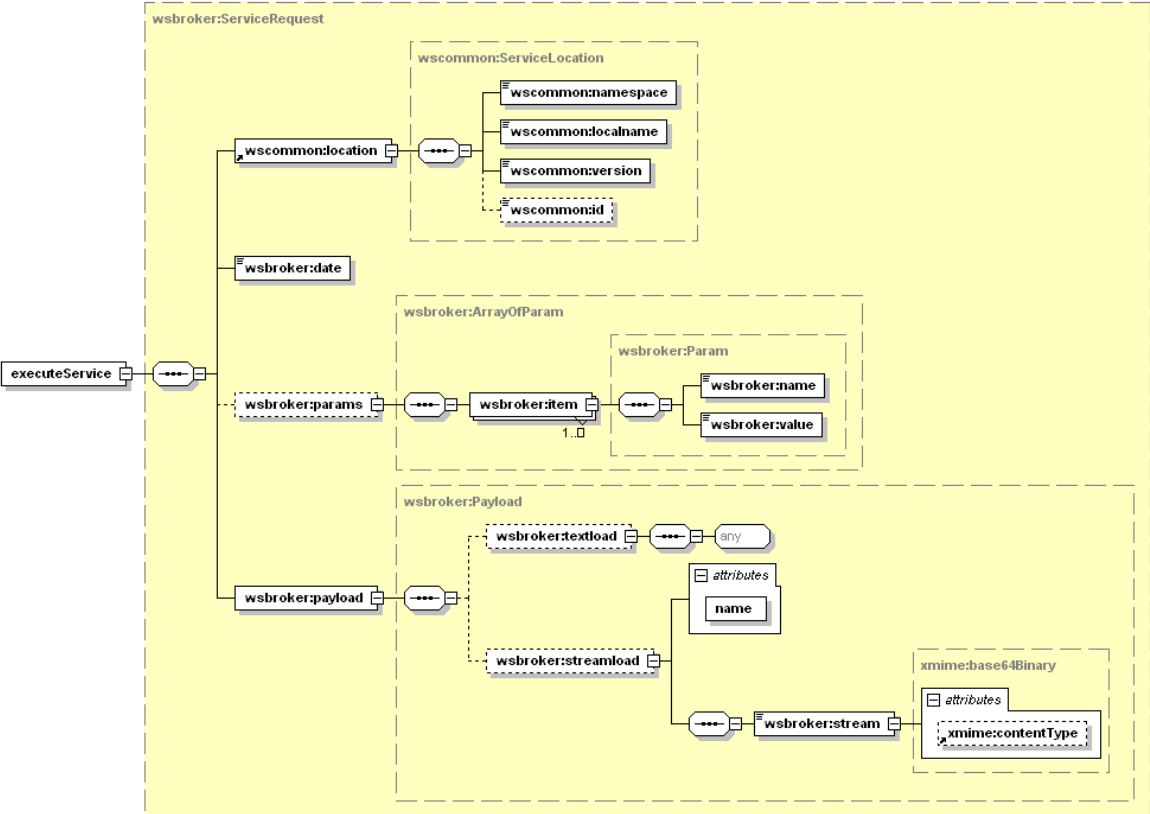 wsbroker:ServiceRequest
wscommon:ServiceLocation
wscommon:namespace
wscommon:localname
wscommon:location
wscommon:version
wscommon:id
wsbroker:date
wsbroker:ArrayOfParam
wsbroker:Param
executeService
wsbroker:name
wsbroker:params
wsbroker:item
wsbroker:value
1..
wsbroker:Payload
wsbroker:textload
any
attributes
wsbroker:payload
name
wsbroker:streamload
xmime:base64Binary
attributes
wsbroker:stream
xmime:contentType